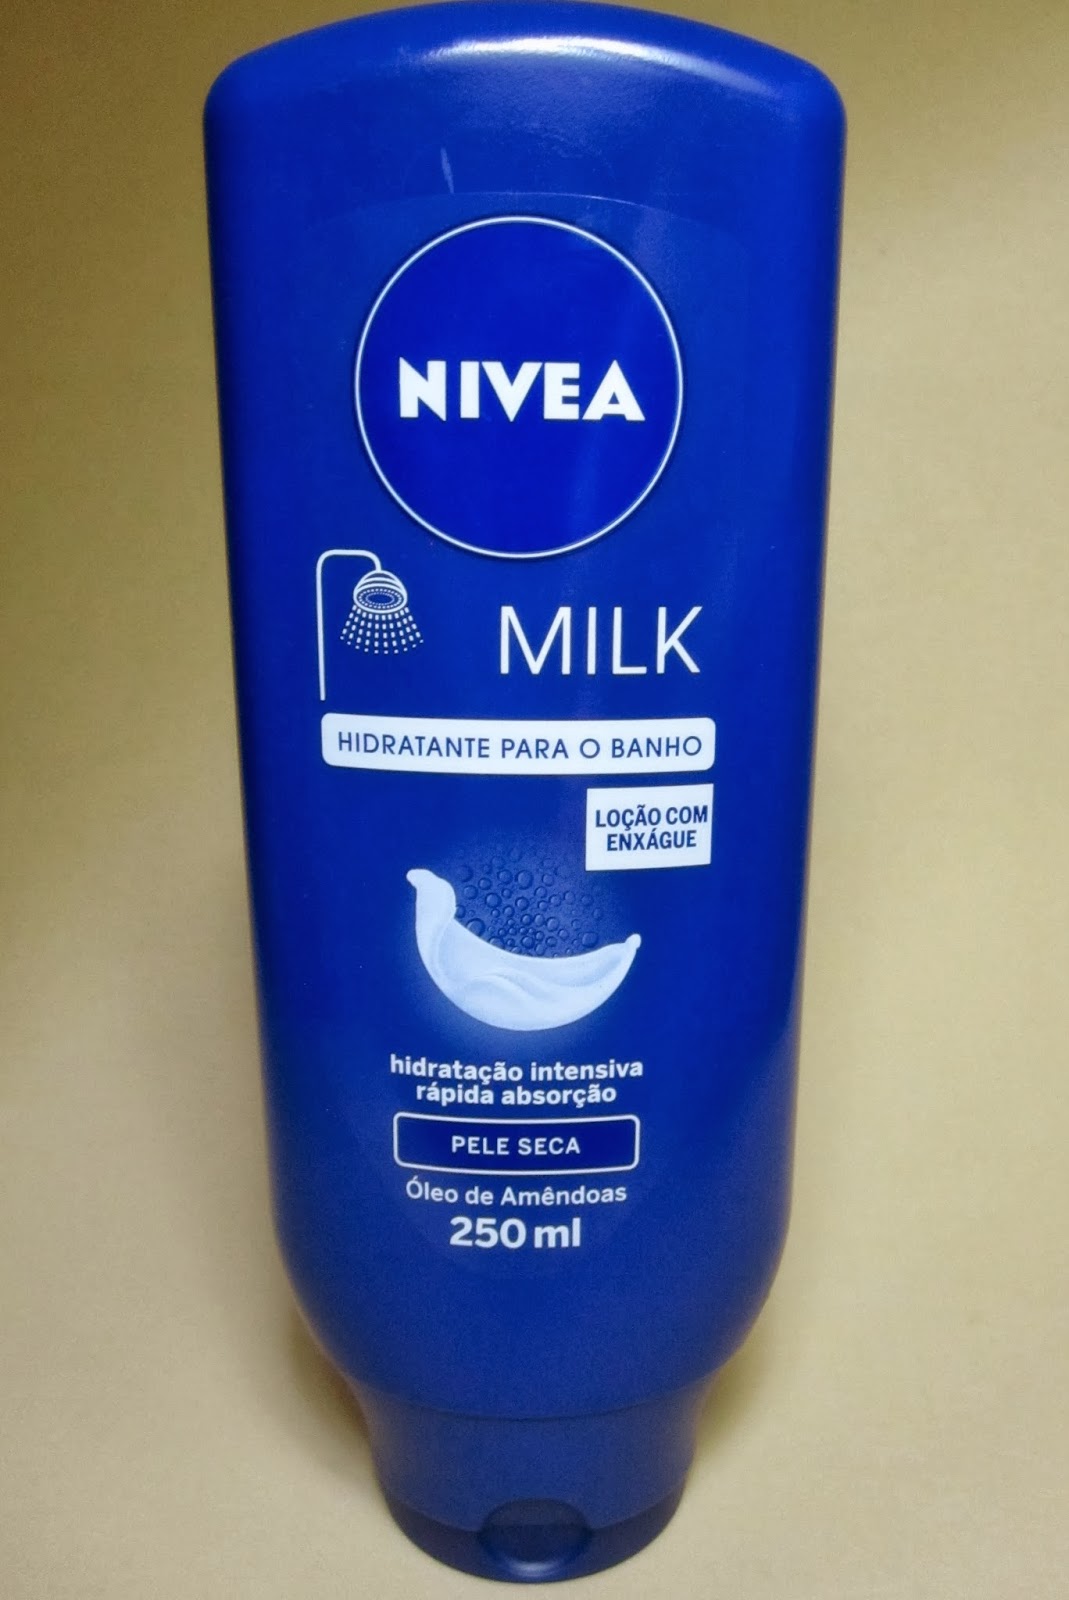 NIVEA
MILK
HIDRATANTE PARA O BANHO
LOÇÃO COM
ENXÁGUE
hidratação intensiva
rápida absorção
PELE SECA
Óleo de Amêndoas
250 ml